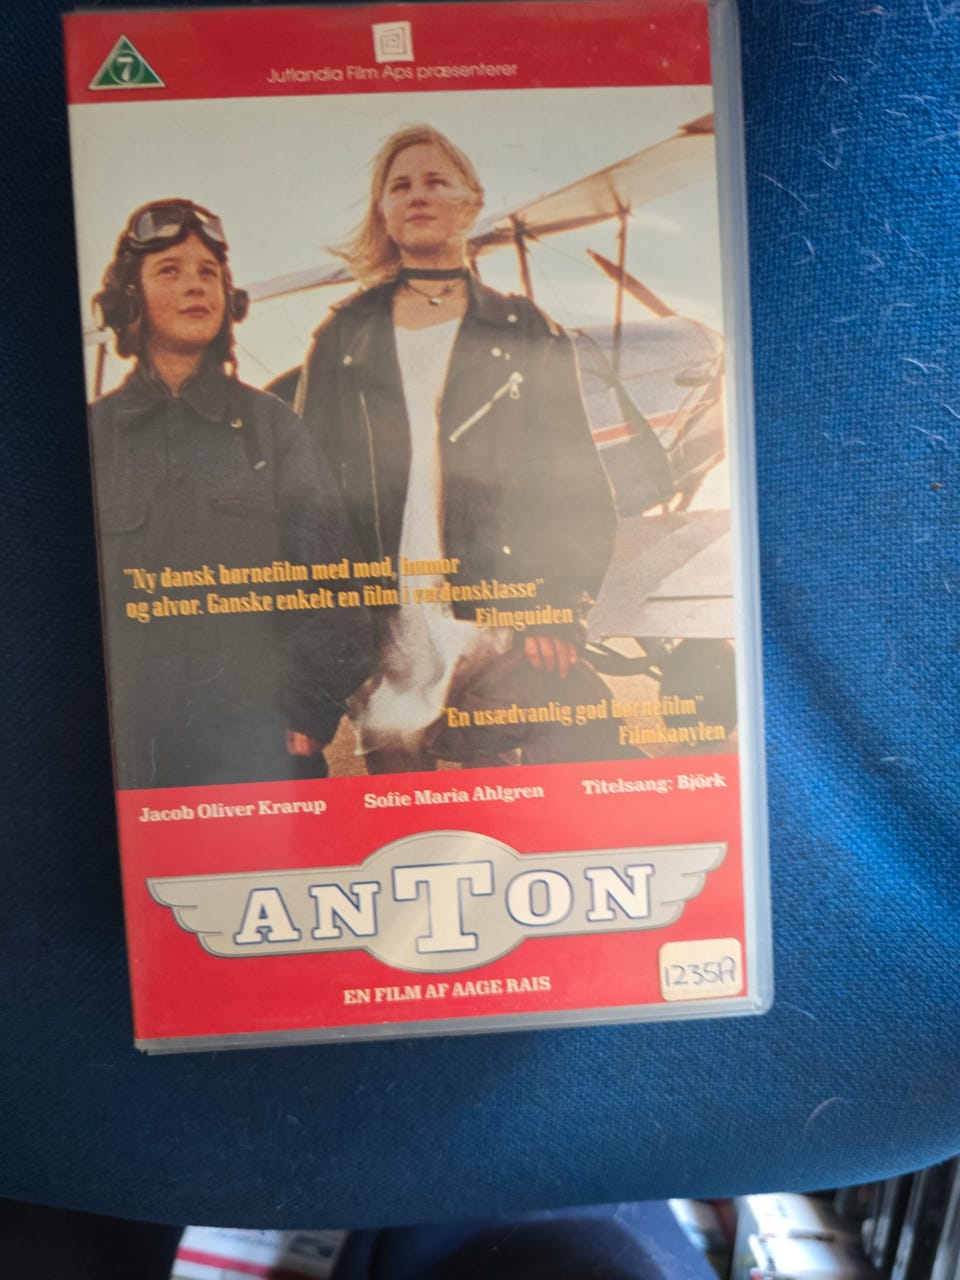 7
Jutlandia Film Aps præsenterer
"Ny dansk børnefilm med mod, humor
og alvor. Ganske enkelt en film i verdensklasse"
Filmguiden
"En usædvanlig god børnefilm"
Filmkanylen
Jacob Oliver Krarup Sofie Maria Ahlgren Titelsang: Björk
ANTON
EN FILM AF AAGE RAIS
1235A